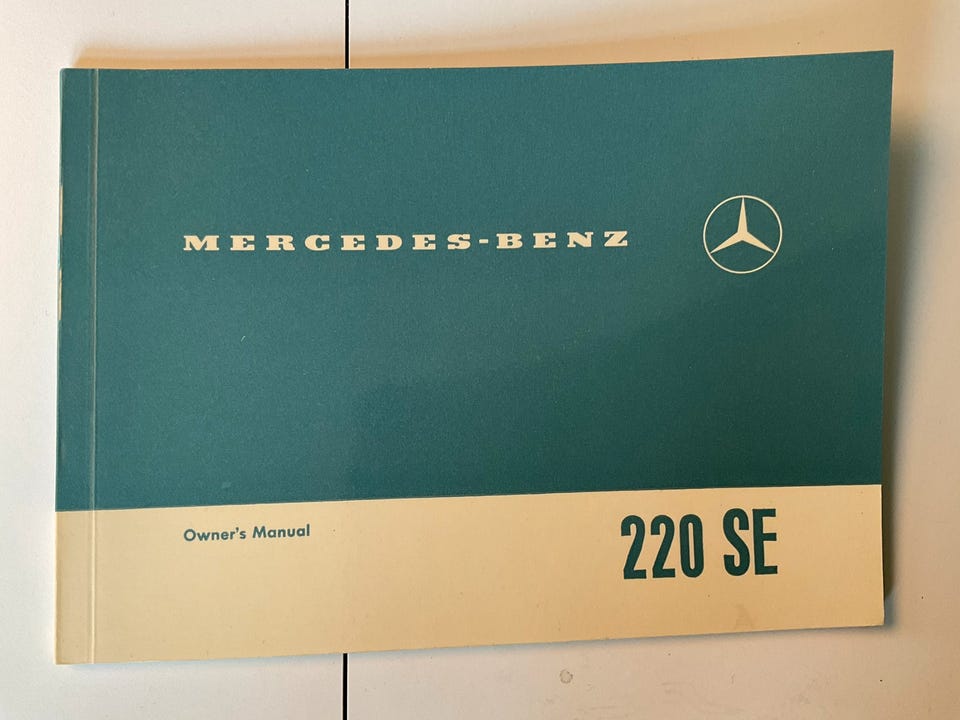 MERCEDES-BENZ
Owner's Manual
220 SE